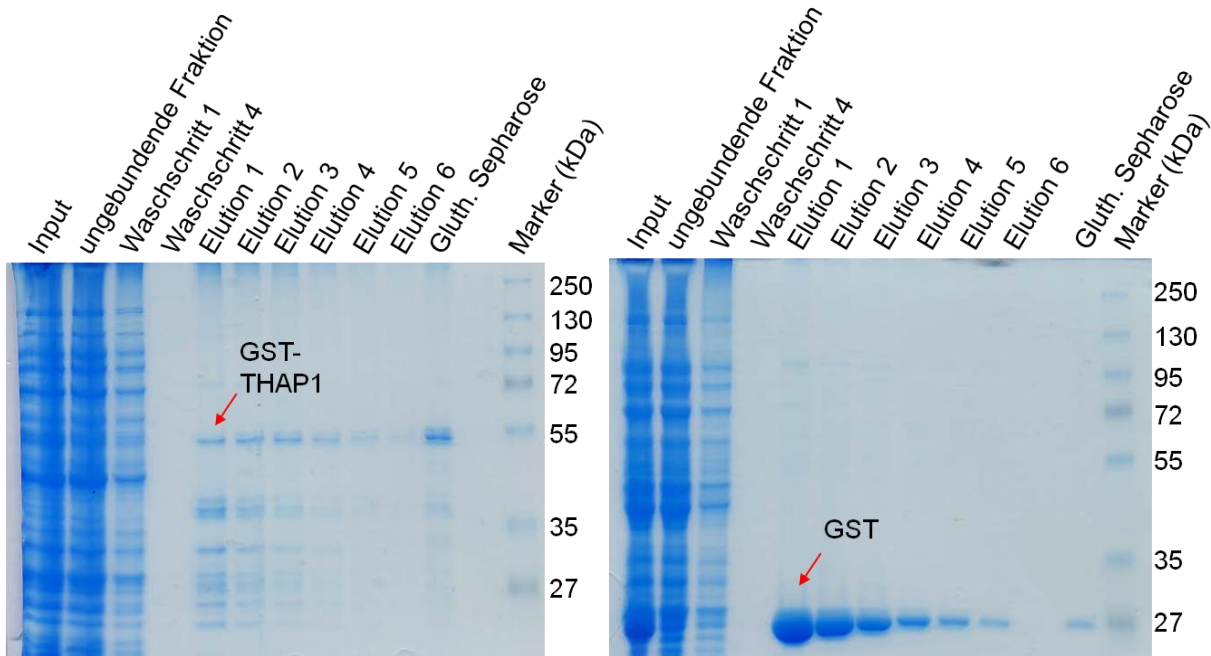 Input
ungebundende Fraktion
Waschschritt 1
Waschschritt 4
Elution 1
Elution 2
Elution 3
Elution 4
Elution 5
Elution 6
Gluth. Sepharose
Marker (kDa)
250
130
95
72
55
35
27
GST-
THAP1
Input
ungebundende Fraktion
Waschschritt 1
Waschschritt 4
Elution 1
Elution 2
Elution 3
Elution 4
Elution 5
Elution 6
Gluth. Sepharose
Marker (kDa)
250
130
95
72
55
35
27
GST